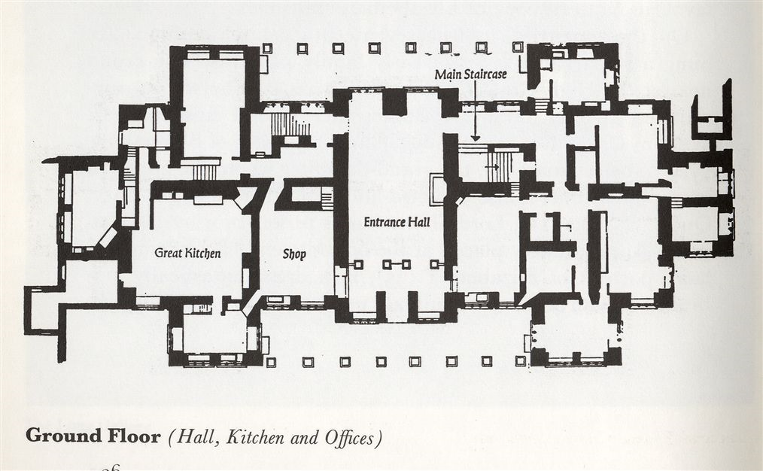 Main Staircase
Entrance Hall
Great Kitchen
Shop
Ground Floor (Hall, Kitchen and Offices)